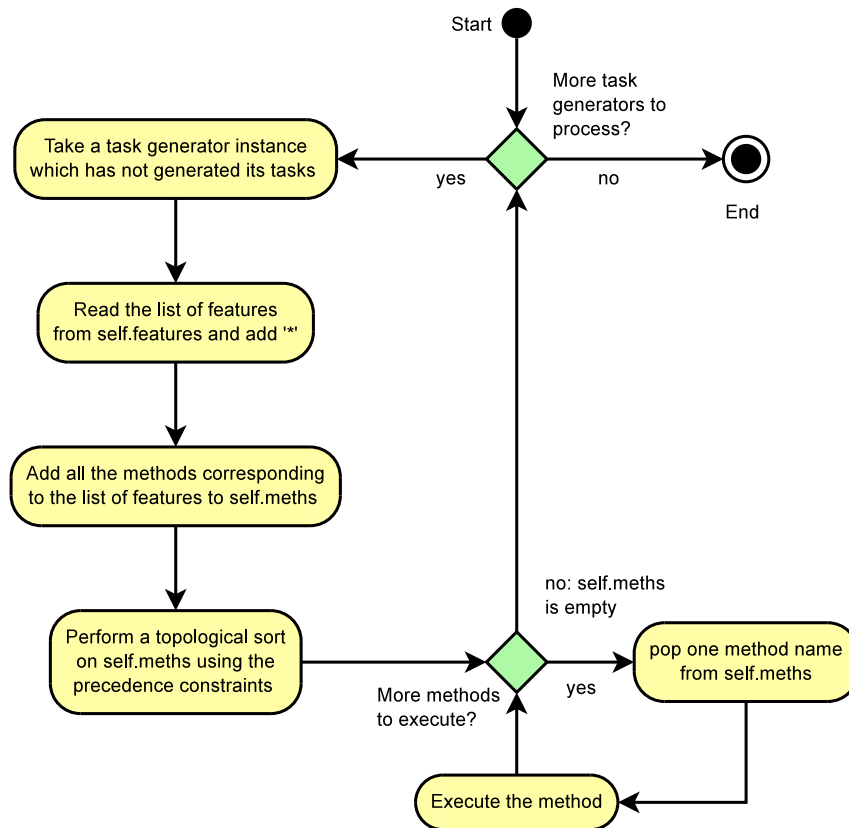 Start
More task
generators to
process?
Take a task generator instance
which has not generated its tasks
yes
no
End
Read the list of features
from self.features and add '*'
Add all the methods corresponding
to the list of features to self.meths
no: self.meths
is empty
Perform a topological sort
on self.meths using the
precedence constraints
More methods
to execute?
yes
pop one method name
from self.meths
Execute the method